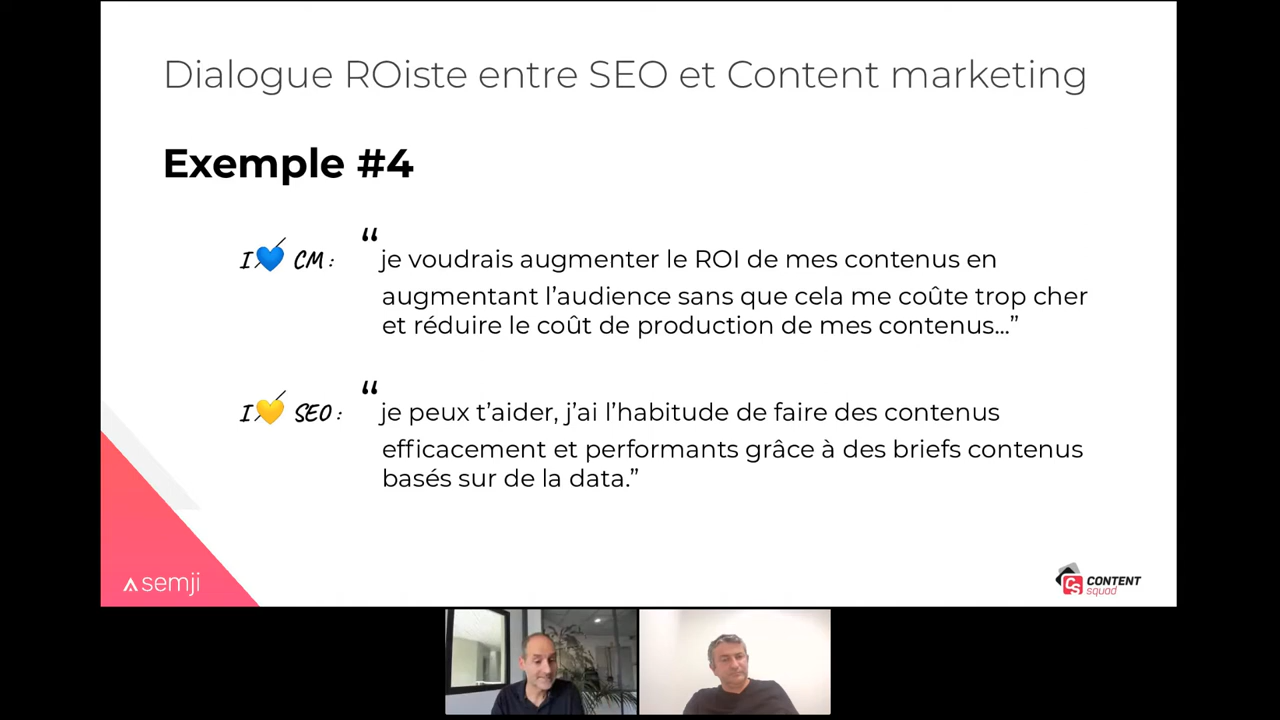 Dialogue ROiste entre SEO et Content marketing
Exemple #4
I 💙 CM : “je voudrais augmenter le ROI de mes contenus en
augmentant l’audience sans que cela me coûte trop cher
et réduire le coût de production de mes contenus...”
I 💛 SEO : “je peux t’aider, j’ai l’habitude de faire des contenus
efficacement et performants grâce à des briefs contenus
basés sur de la data.”
semji
CS CONTENT
squad